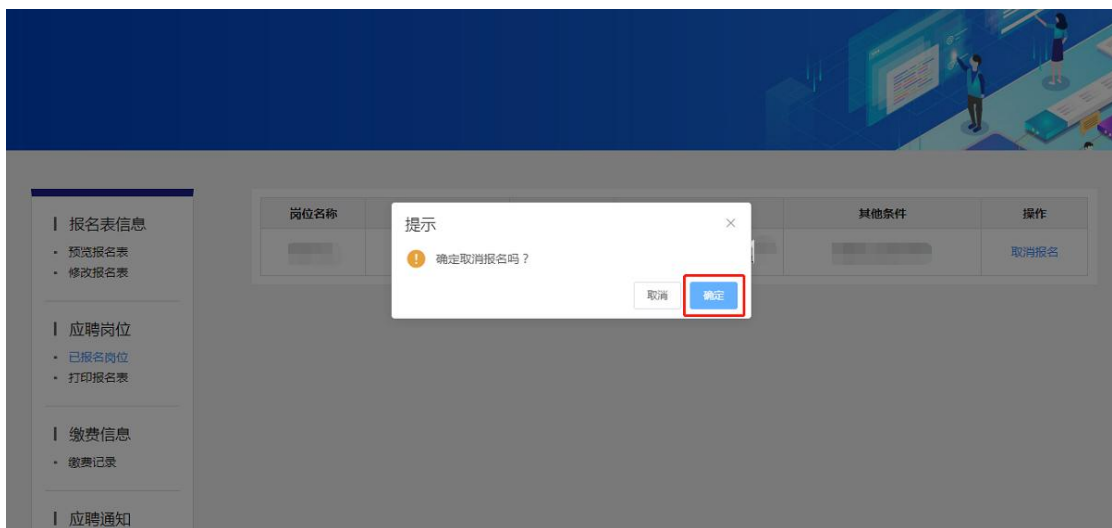 报名表信息
预览报名表
修改报名表
应聘岗位
已报名岗位
打印报名表
缴费信息
缴费记录
应聘通知
岗位名称
其他条件
操作
取消报名
提示
确定取消报名吗？
取消
确定